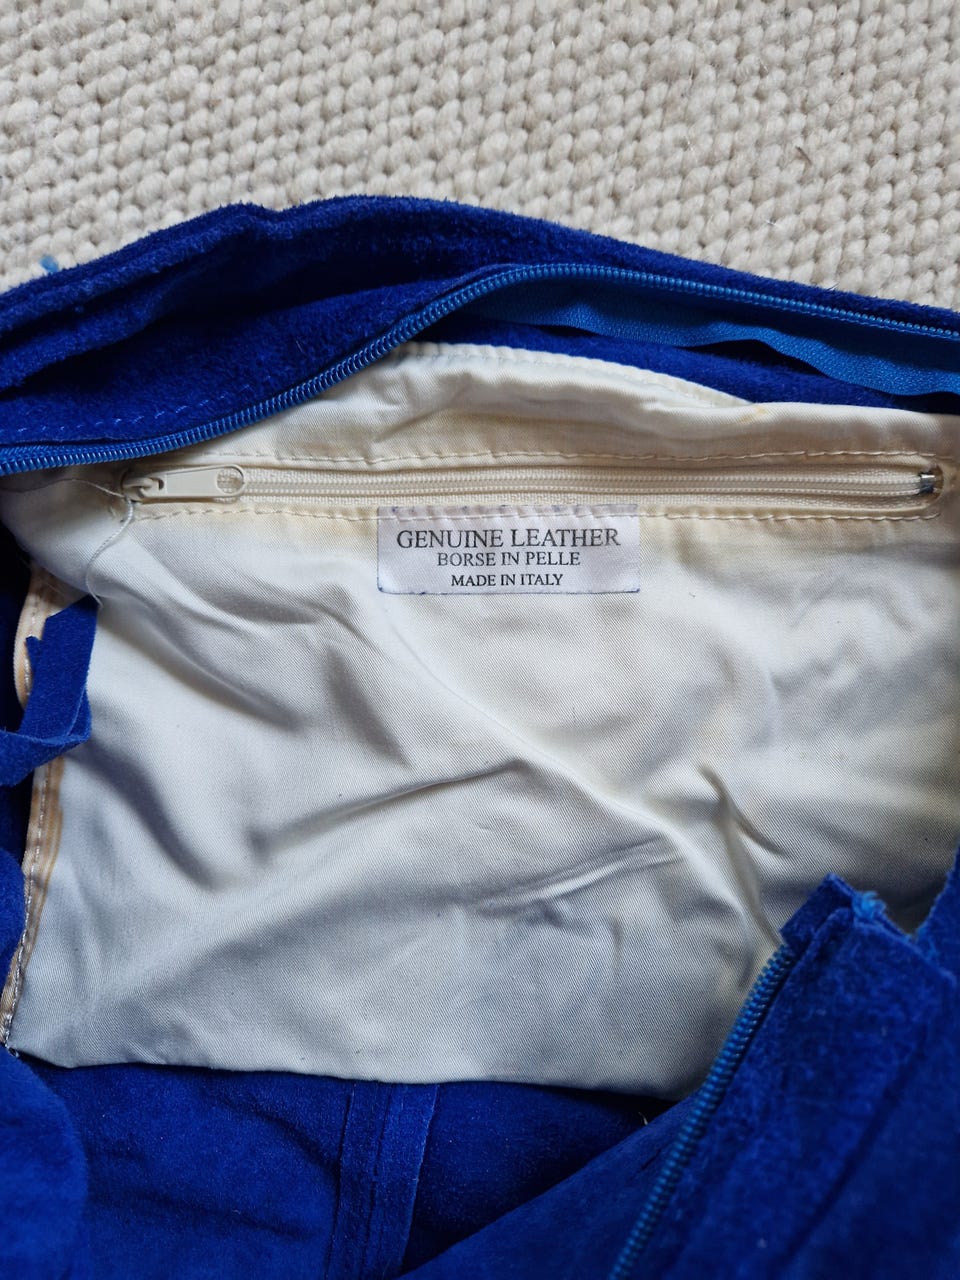 GENUINE LEATHER
BORSE IN PELLE
MADE IN ITALY